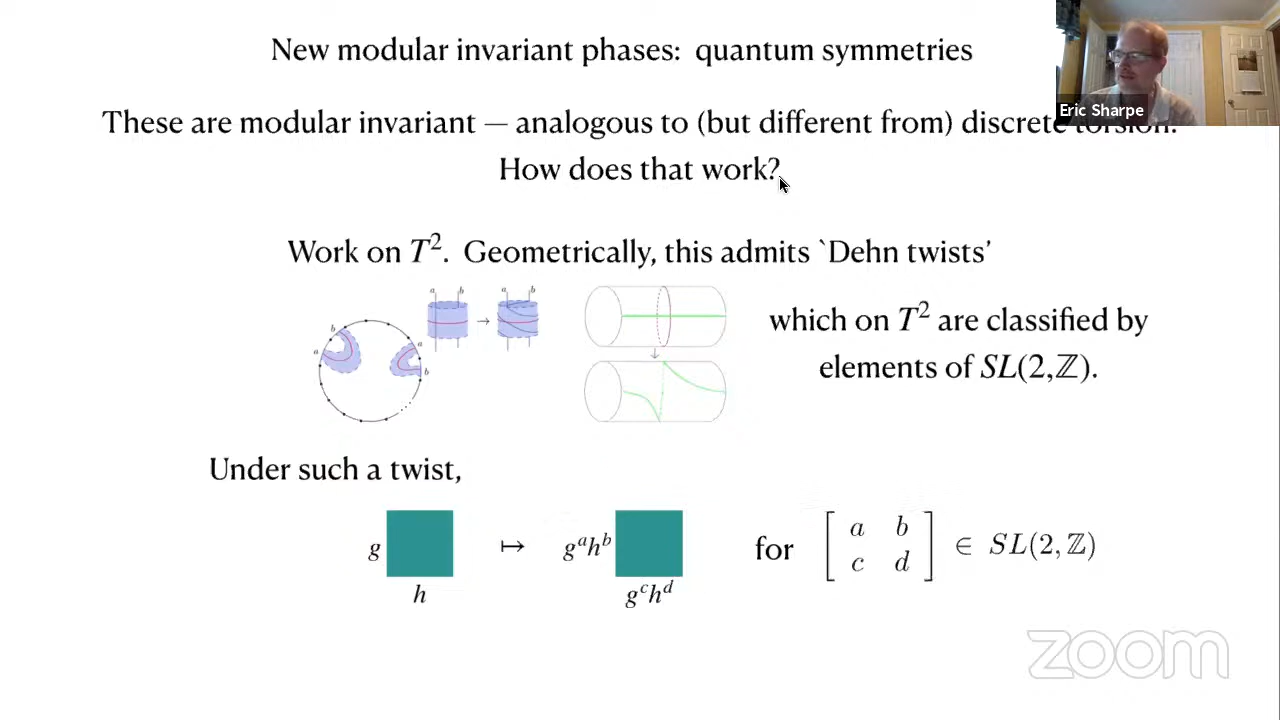 New modular invariant phases: quantum symmetries
Eric Sharpe
These are modular invariant — analogous to (but different from) discrete torsion.
How does that work?
Work on T² . Geometrically, this admits `Dehn twists’
a b a b
b
a
a
b
which on T² are classified by
elements of SL(2,ℤ).
Under such a twist,
g ↦ gᵃhᵇ for [ a b ] ∈ SL(2, ℤ)
[ c d ]
h gᶜhᵈ
zoom